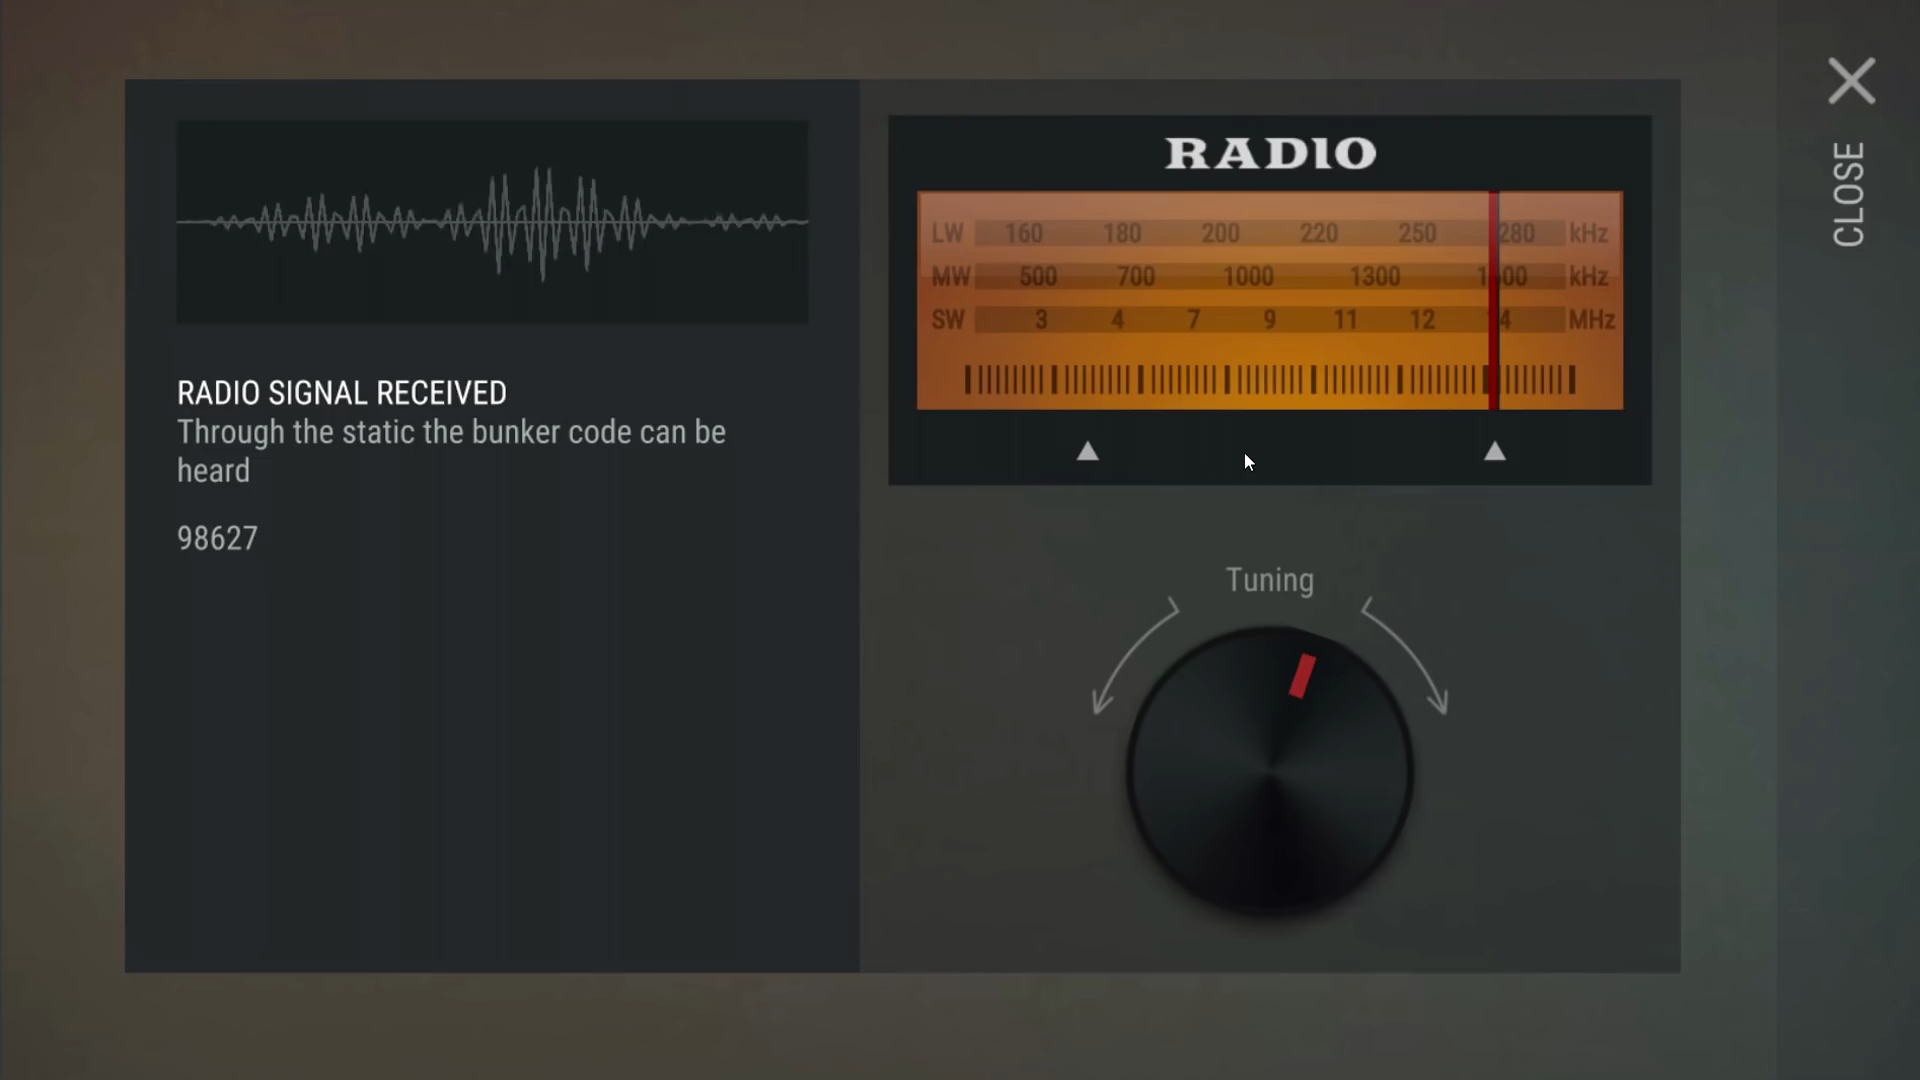 RADIO SIGNAL RECEIVED
Through the static the bunker code can be
heard
98627
RADIO
LW 160 180 200 220 250 280 kHz
MW 500 700 1000 1300 kHz
SW 3 4 7 9 11 12 MHz
Tuning
CLOSE